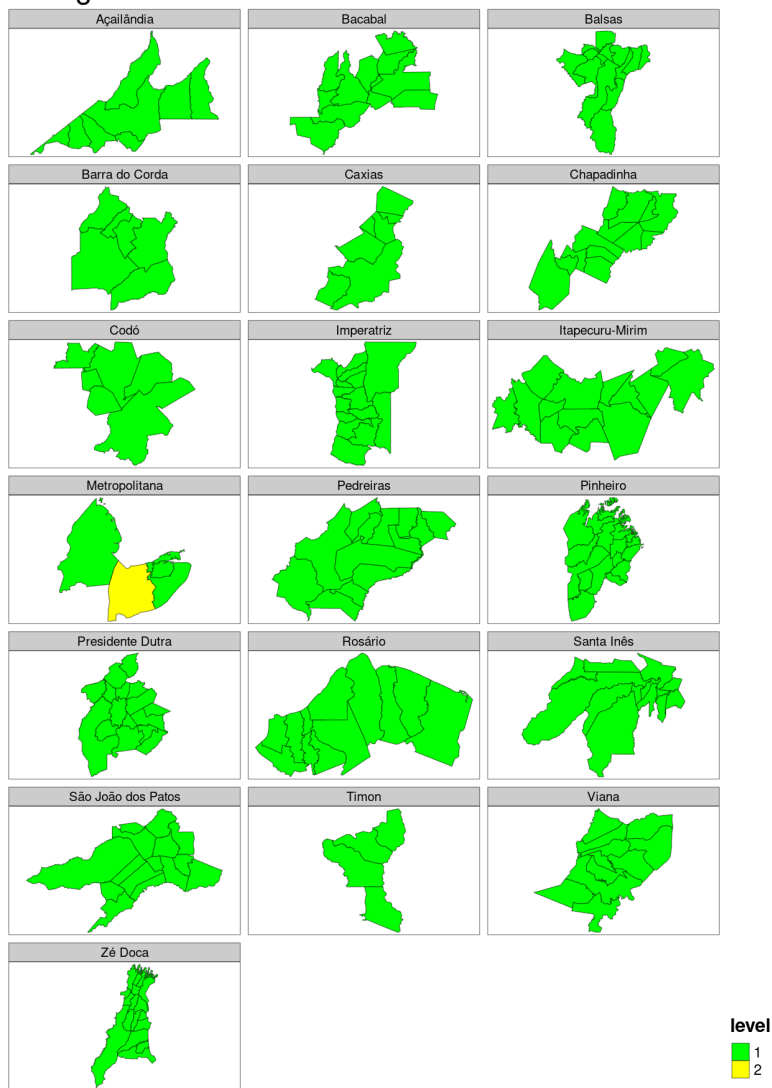 Açailândia
Bacabal
Balsas
Barra do Corda
Caxias
Chapadinha
Codó
Imperatriz
Itapecuru-Mirim
Metropolitana
Pedreiras
Pinheiro
Presidente Dutra
Rosário
Santa Inês
São João dos Patos
Timon
Viana
Zé Doca
level
1
2